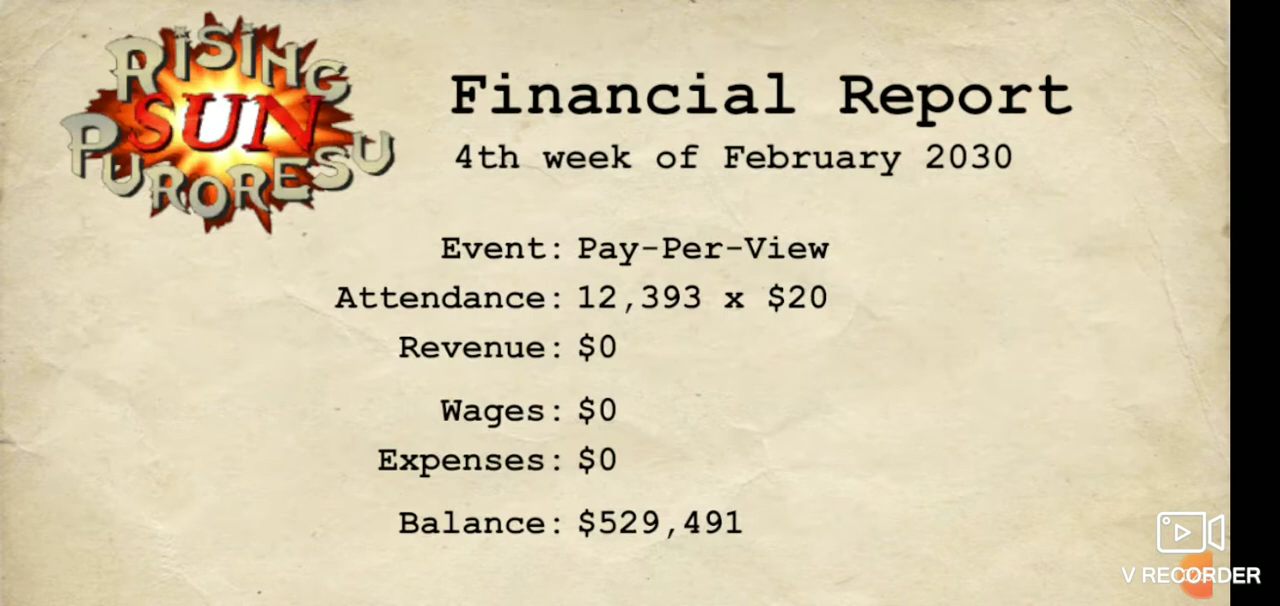 RISING
SUN
PURORESU
Financial Report
4th week of February 2030
Event: Pay-Per-View
Attendance: 12,393 x $20
Revenue: $0
Wages: $0
Expenses: $0
Balance: $529,491
V RECORDER